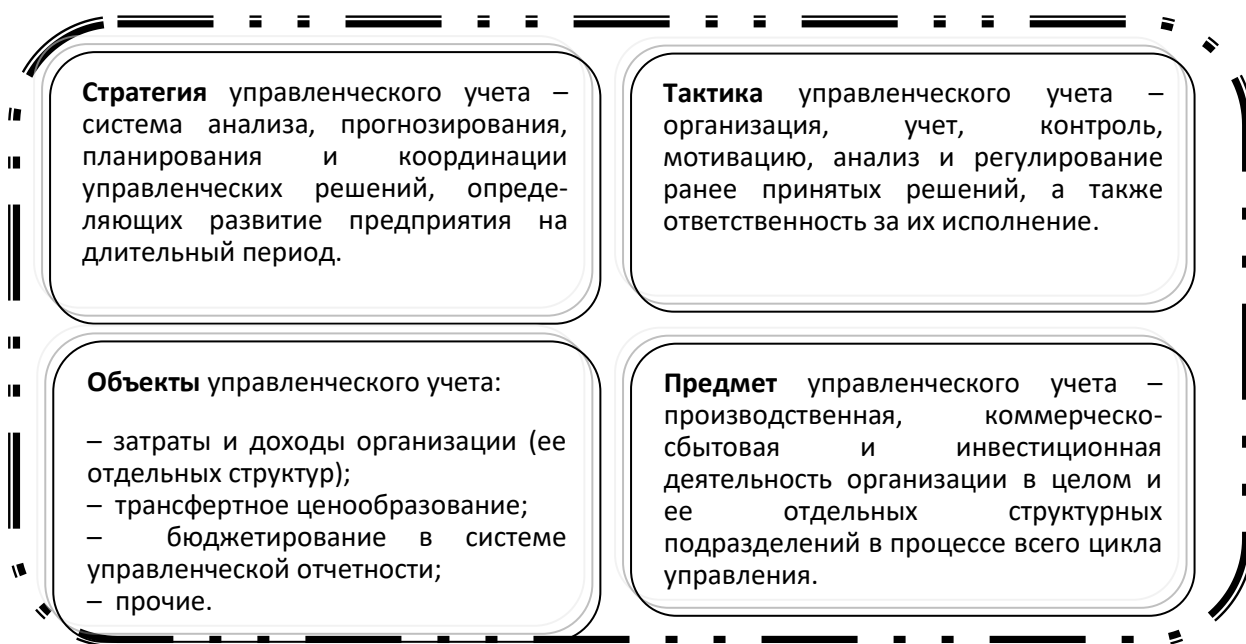 Стратегия управленческого учета –
система анализа, прогнозирования,
планирования и координации
управленческих решений, опреде-
ляющих развитие предприятия на
длительный период.
Тактика управленческого учета –
организация, учет, контроль,
мотивацию, анализ и регулирование
ранее принятых решений, а также
ответственность за их исполнение.
Объекты управленческого учета:
– затраты и доходы организации (ее
отдельных структур);
– трансфертное ценообразование;
– бюджетирование в системе
управленческой отчетности;
– прочие.
Предмет управленческого учета –
производственная, коммерческо-
сбытовая и инвестиционная
деятельность организации в целом и
ее отдельных структурных
подразделений в процессе всего цикла
управления.